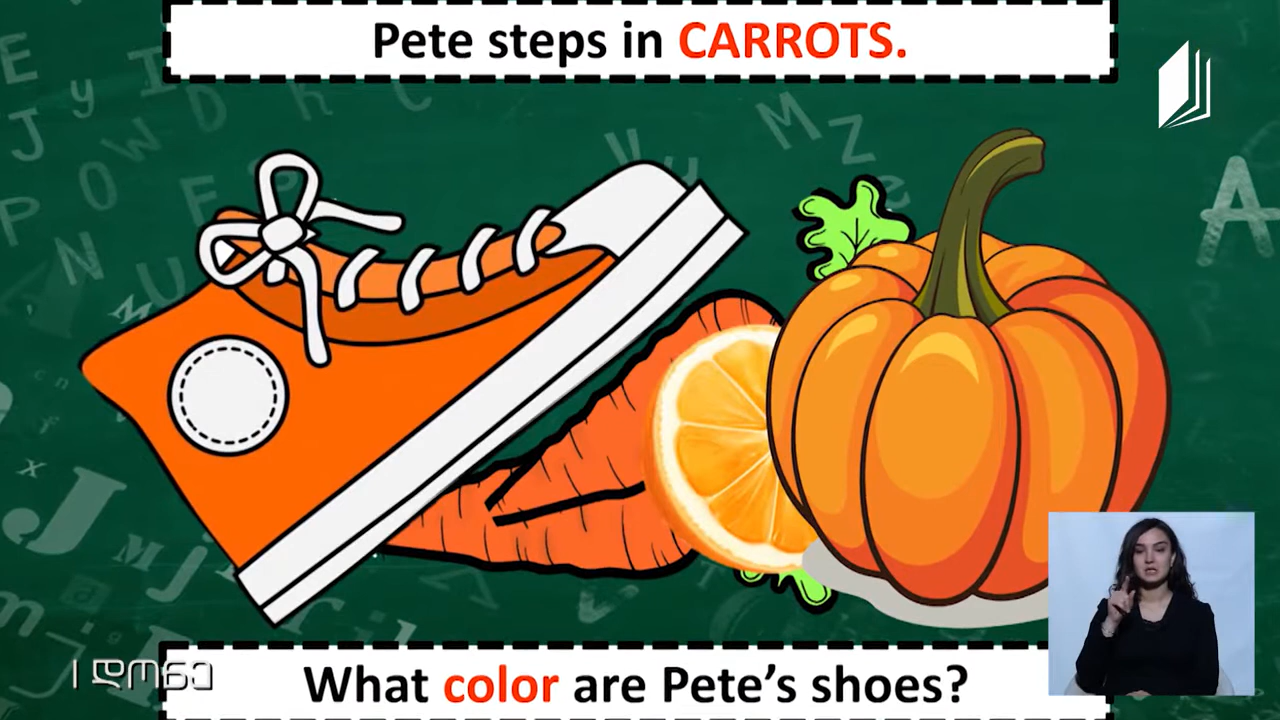 Pete steps in CARROTS.
What color are Pete's shoes?
I დონე